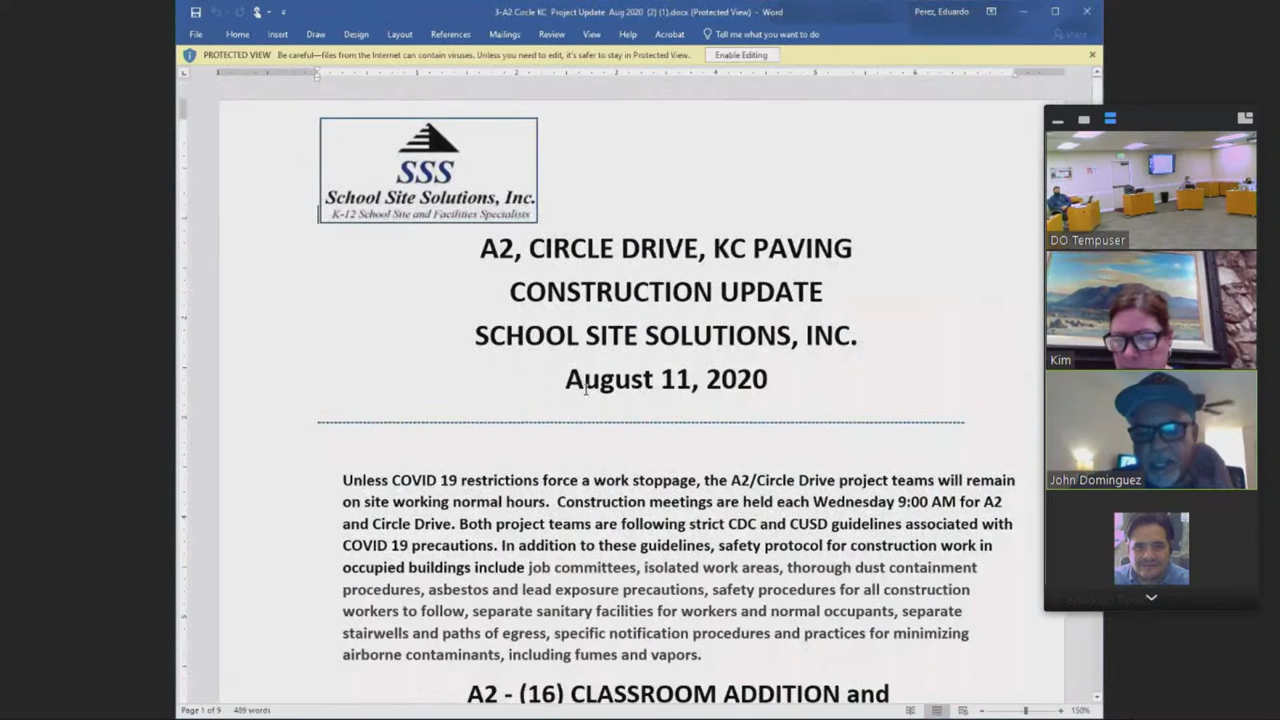 3-A2 Circle KC Project Update Aug 2020 (2) (1).docx (Protected View) - Word
Perez, Eduardo
File Home Insert Draw Design Layout References Mailings Review View Help Acrobat Tell me what you want to do Share
PROTECTED VIEW Be careful—files from the Internet can contain viruses. Unless you need to edit, it's safer to stay in Protected View. Enable Editing
SSS
School Site Solutions, Inc.
K-12 School Site and Facilities Specialists
A2, CIRCLE DRIVE, KC PAVING
CONSTRUCTION UPDATE
SCHOOL SITE SOLUTIONS, INC.
August 11, 2020
Unless COVID 19 restrictions force a work stoppage, the A2/Circle Drive project teams will remain
on site working normal hours. Construction meetings are held each Wednesday 9:00 AM for A2
and Circle Drive. Both project teams are following strict CDC and CUSD guidelines associated with
COVID 19 precautions. In addition to these guidelines, safety protocol for construction work in
occupied buildings include job committees, isolated work areas, thorough dust containment
procedures, asbestos and lead exposure precautions, safety procedures for all construction
workers to follow, separate sanitary facilities for workers and normal occupants, separate
stairwells and paths of egress, specific notification procedures and practices for minimizing
airborne contaminants, including fumes and vapors.
A2 - (16) CLASSROOM ADDITION and
DO Tempuser
Kim
John Dominguez
Page 1 of 9 489 words
150%